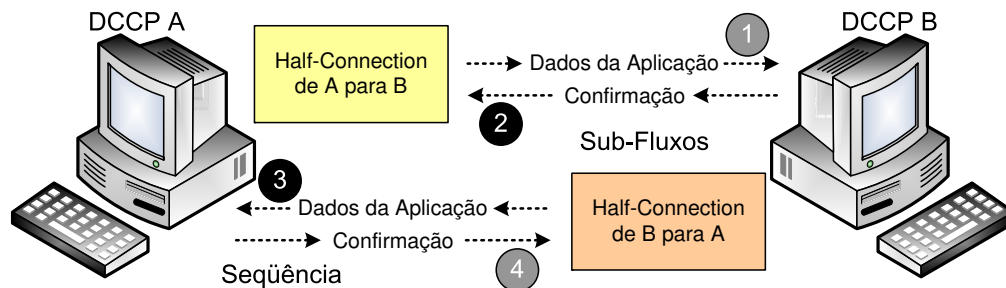 DCCP A
DCCP B
1
Half-Connection
de A para B
Dados da Aplicação
Confirmação
2
Sub-Fluxos
3
Dados da Aplicação
Half-Connection
de B para A
Confirmação
4
Seqüência